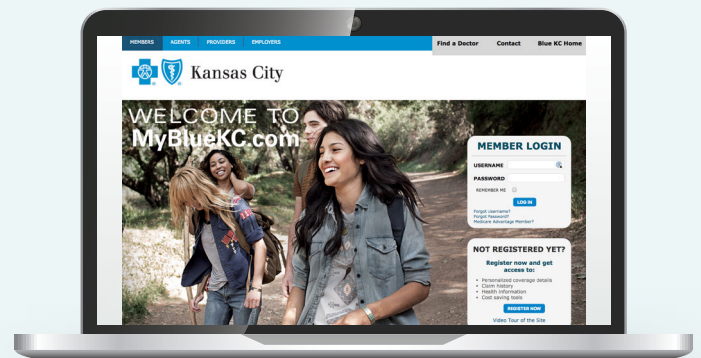 MEMBERS AGENTS PROVIDERS EMPLOYERS Find a Doctor Contact Blue KC Home
Kansas City
WELCOME TO
MyBlueKC.com
MEMBER LOGIN
USERNAME
PASSWORD
REMEMBER ME
LOG IN
Forgot Username?
Forgot Password?
Medicare Advantage Member?
NOT REGISTERED YET?
Register now and get
access to:
• Personalized coverage details
• Claim history
• Health information
• Cost saving tools
REGISTER NOW
Video Tour of the Site